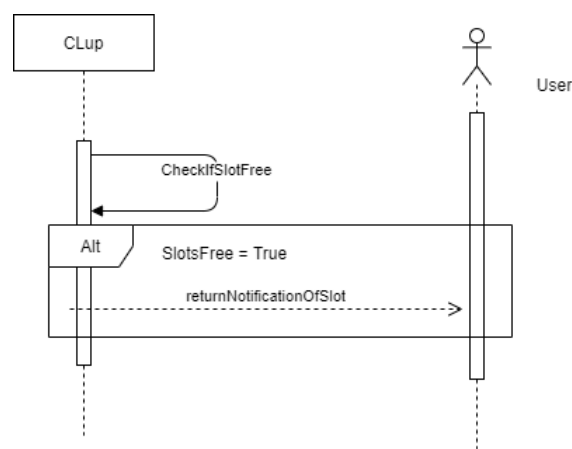 CLup
User
CheckIfSlotFree
Alt
SlotsFree = True
returnNotificationOfSlot